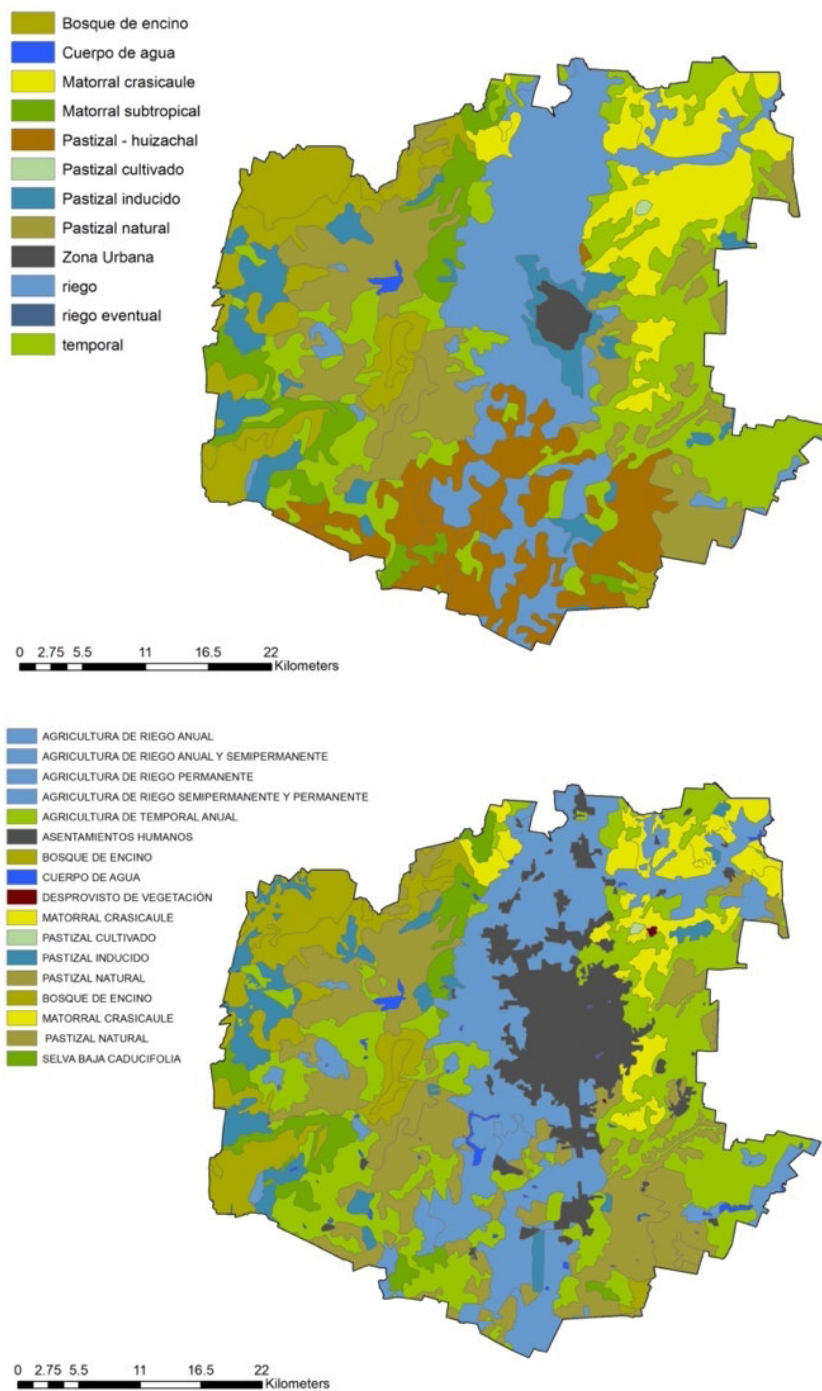 Bosque de encino
Cuerpo de agua
Matorral crasicaule
Matorral subtropical
Pastizal - huizachal
Pastizal cultivado
Pastizal inducido
Pastizal natural
Zona Urbana
riego
riego eventual
temporal
0 2.75 5.5 11 16.5 22
Kilometers
AGRICULTURA DE RIEGO ANUAL
AGRICULTURA DE RIEGO ANUAL Y SEMIPERMANENTE
AGRICULTURA DE RIEGO PERMANENTE
AGRICULTURA DE RIEGO SEMIPERMANENTE Y PERMANENTE
AGRICULTURA DE TEMPORAL ANUAL
ASENTAMIENTOS HUMANOS
BOSQUE DE ENCINO
CUERPO DE AGUA
DESPROVISTO DE VEGETACIÓN
MATORRAL CRASICAULE
PASTIZAL CULTIVADO
PASTIZAL INDUCIDO
PASTIZAL NATURAL
BOSQUE DE ENCINO
MATORRAL CRASICAULE
PASTIZAL NATURAL
SELVA BAJA CADUCIFOLIA
0 2.75 5.5 11 16.5 22
Kilometers